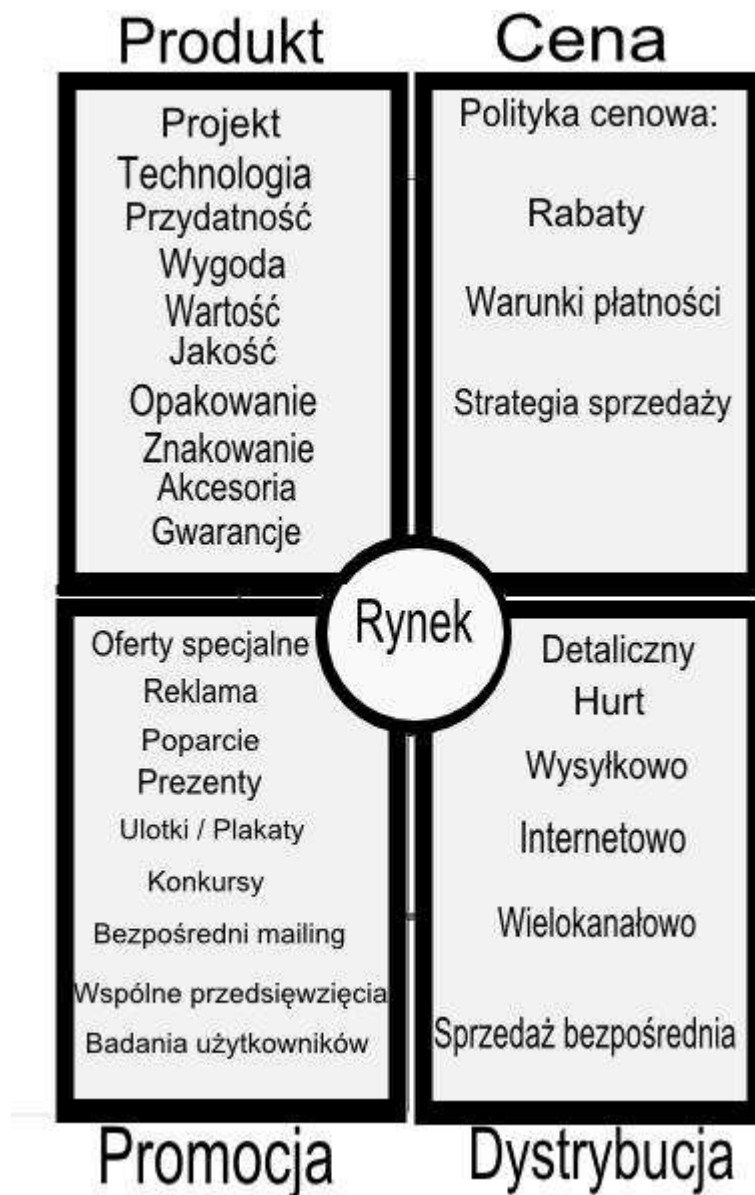 Produkt
Projekt
Technologia
Przydatność
Wygoda
Wartość
Jakość
Opakowanie
Znakowanie
Akcesoria
Gwarancje
Cena
Polityka cenowa:
Rabaty
Warunki płatności
Strategia sprzedaży
Rynek
Oferty specjalne
Reklama
Poparcie
Prezenty
Ulotki / Plakaty
Konkursy
Bezpośredni mailing
Wspólne przedsięwzięcia
Badania użytkowników
Promocja
Detaliczny
Hurt
Wysyłkowo
Internetowo
Wielokanałowo
Sprzedaż bezpośrednia
Dystrybucja